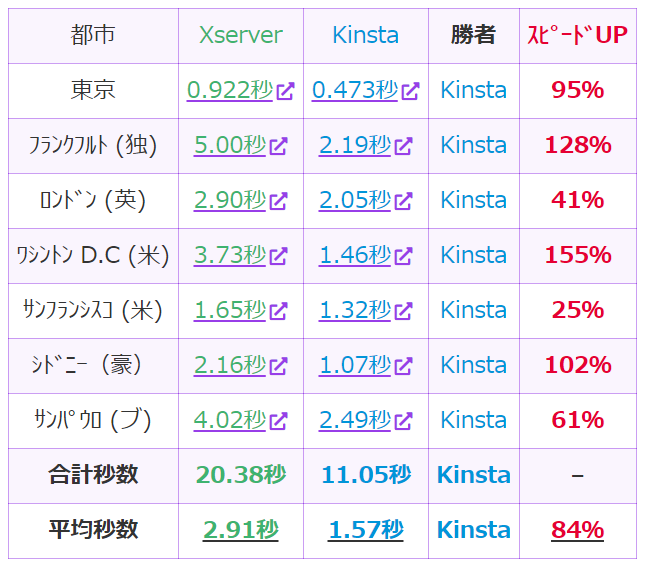 都市 Xserver Kinsta 勝者 ｽﾋﾟｰﾄﾞUP
東京 0.922秒 0.473秒 Kinsta 95%
ﾌﾗﾝｸﾌﾙﾄ (独) 5.00秒 2.19秒 Kinsta 128%
ﾛﾝﾄﾞﾝ (英) 2.90秒 2.05秒 Kinsta 41%
ﾜｼﾝﾄﾝ D.C (米) 3.73秒 1.46秒 Kinsta 155%
ｻﾝﾌﾗﾝｼｽｺ (米) 1.65秒 1.32秒 Kinsta 25%
ｼﾄﾞﾆｰ（豪） 2.16秒 1.07秒 Kinsta 102%
ｻﾝﾊﾟｳﾛ (ブ) 4.02秒 2.49秒 Kinsta 61%
合計秒数 20.38秒 11.05秒 Kinsta –
平均秒数 2.91秒 1.57秒 Kinsta 84%